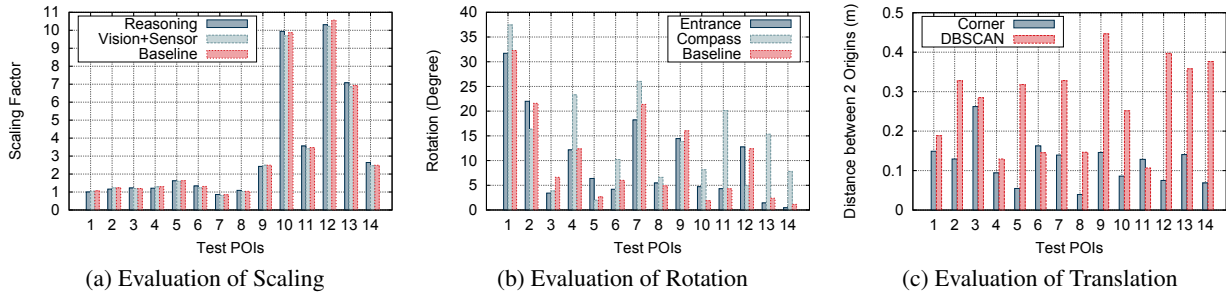 Scaling Factor
11
10
9
8
7
6
5
4
3
2
1
0
Reasoning
Vision+Sensor
Baseline
1 2 3 4 5 6 7 8 9 10 11 12 13 14
Test POIs
(a) Evaluation of Scaling
Rotation (Degree)
40
35
30
25
20
15
10
5
0
Entrance
Compass
Baseline
1 2 3 4 5 6 7 8 9 10 11 12 13 14
Test POIs
(b) Evaluation of Rotation
Distance between 2 Origins (m)
0.5
0.4
0.3
0.2
0.1
0
Corner
DBSCAN
1 2 3 4 5 6 7 8 9 10 11 12 13 14
Test POIs
(c) Evaluation of Translation